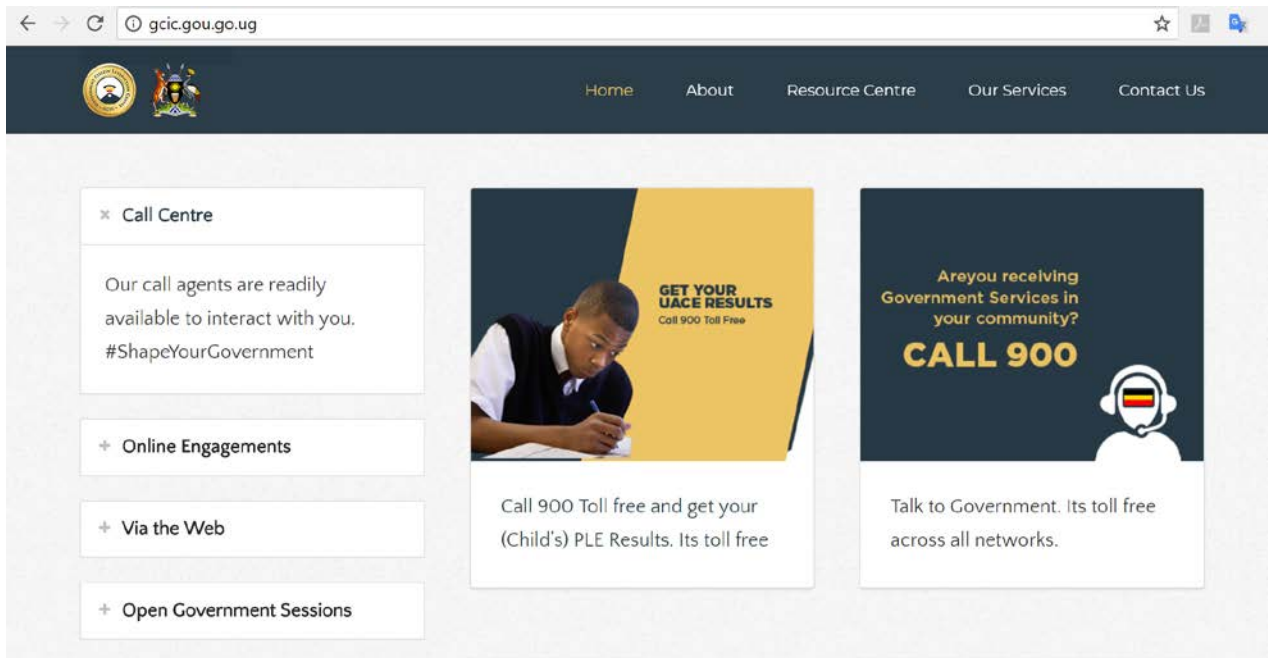 gcic.gou.go.ug
Home About Resource Centre Our Services Contact Us
Call Centre
Our call agents are readily
available to interact with you.
#ShapeYourGovernment
Online Engagements
Via the Web
Open Government Sessions
GET YOUR
UACE RESULTS
Call 900 Toll Free
Call 900 Toll free and get your
(Child's) PLE Results. Its toll free
Areyou receiving
Government Services in
your community?
CALL 900
Talk to Government. Its toll free
across all networks.